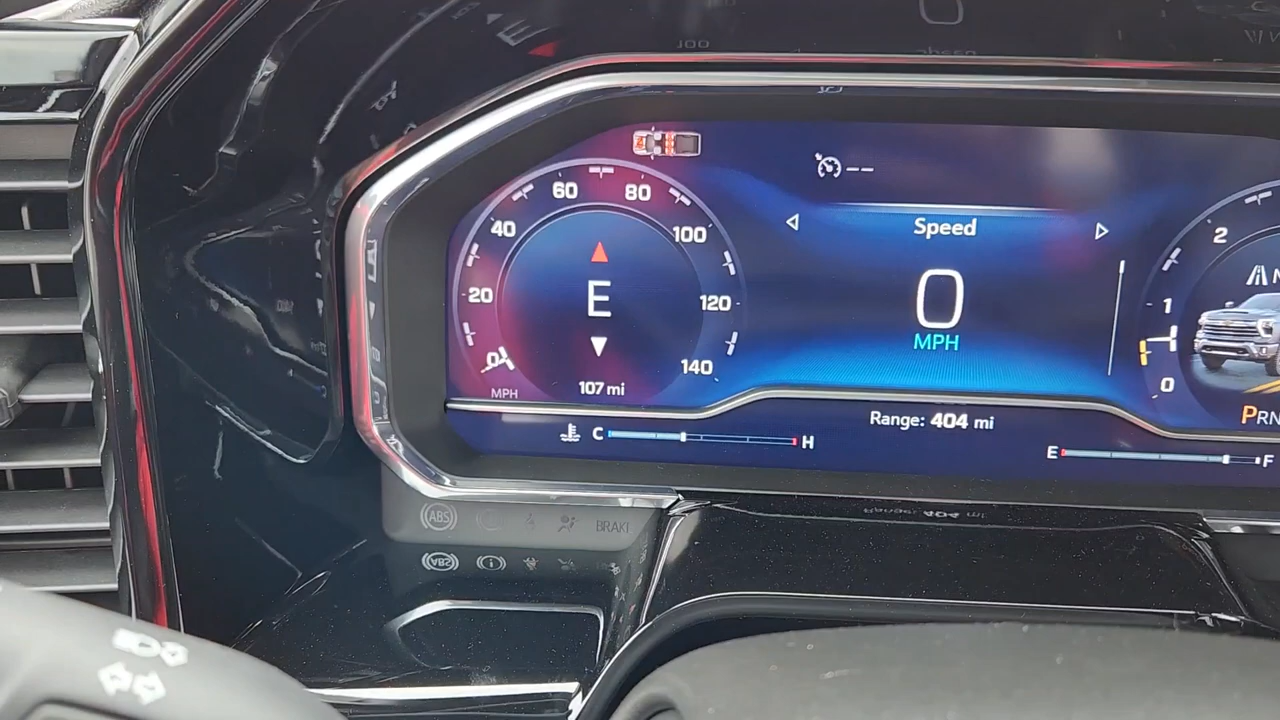 60
80
40
100
20
120
0
140
E
MPH
107 mi
Speed
0
MPH
Range: 404 mi
C
H
E
F
2
1
0
N
PRN
ABS
BRAKE